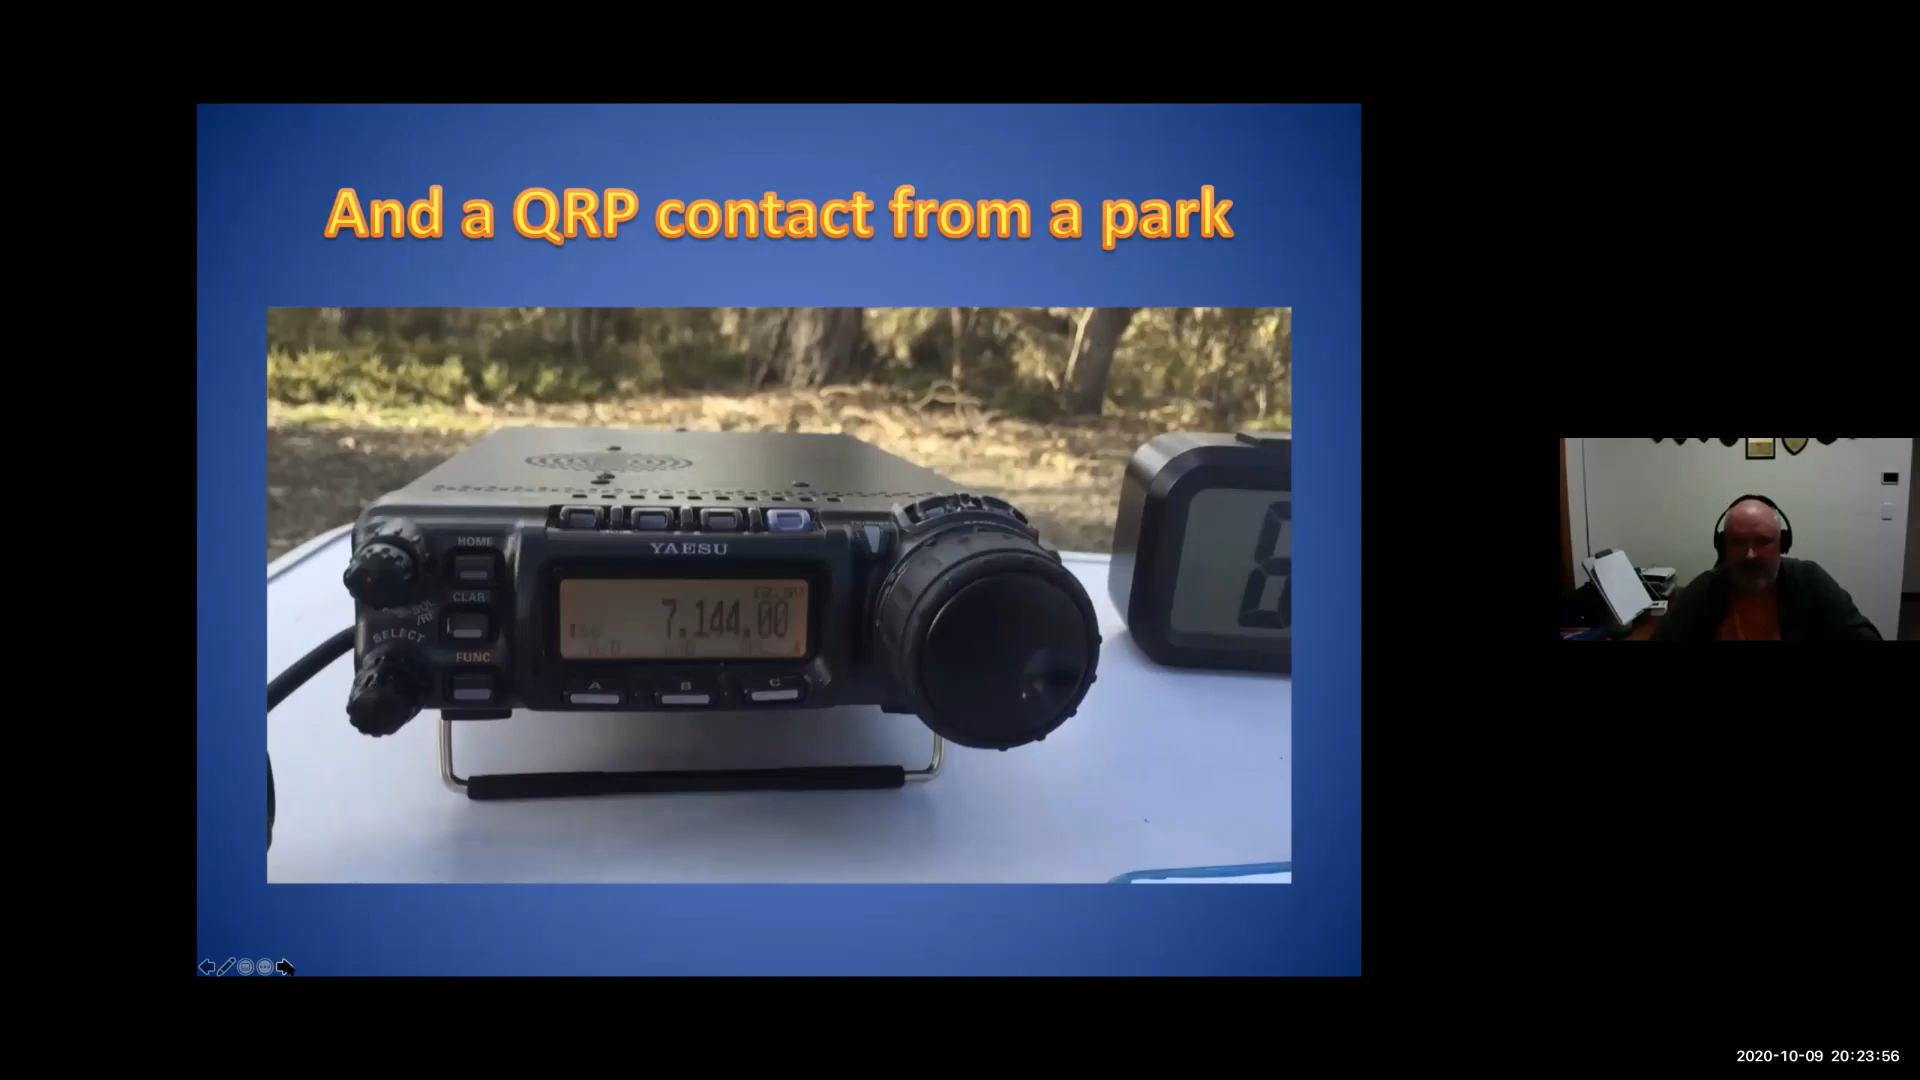 And a QRP contact from a park
HOME
YAESU
CLAR
7.144.00
SELECT
FUNC
A B C
2020-10-09 20:23:56